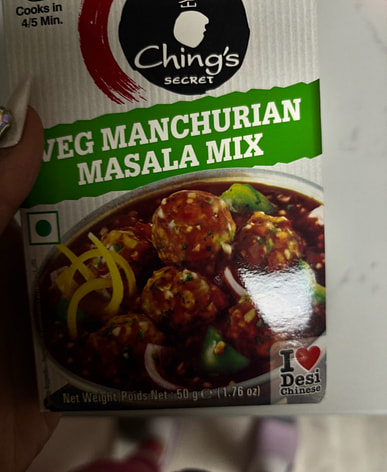 Cooks in
4/5 Min.
Ching's
SECRET
VEG MANCHURIAN
MASALA MIX
I
Desi
Chinese
Net Weight/Poids Net : 50 g e (1.76 oz)